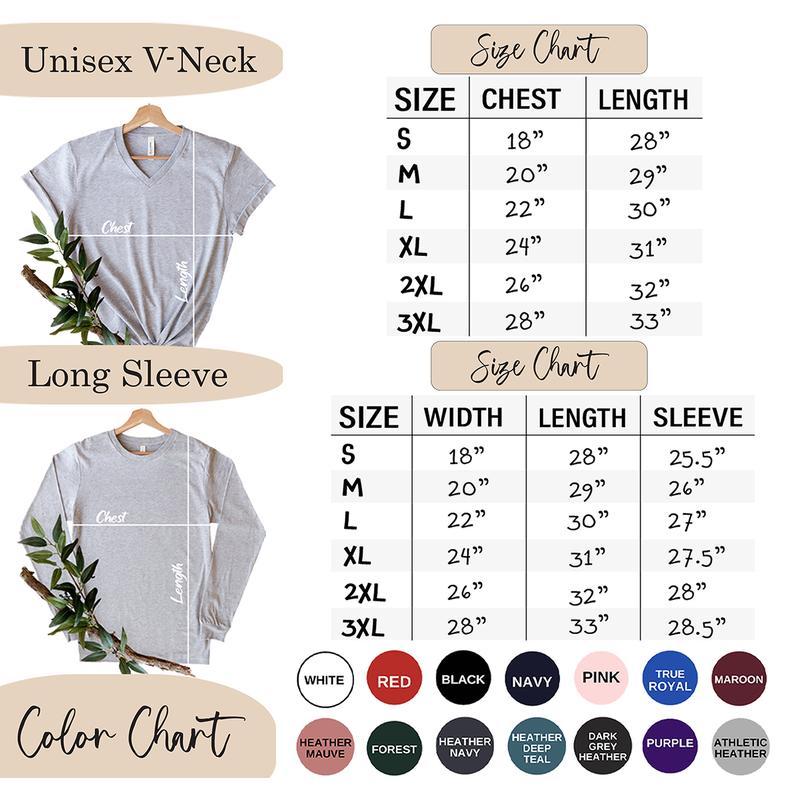 Unisex V-Neck
Chest
Length
Size Chart
SIZE CHEST LENGTH
S 18” 28”
M 20” 29”
L 22” 30”
XL 24” 31”
2XL 26” 32”
3XL 28” 33”
Long Sleeve
Chest
Length
Size Chart
SIZE WIDTH LENGTH SLEEVE
S 18” 28” 25.5”
M 20” 29” 26”
L 22” 30” 27”
XL 24” 31” 27.5”
2XL 26” 32” 28”
3XL 28” 33” 28.5”
Color Chart
WHITE
RED
BLACK
NAVY
PINK
TRUE
ROYAL
MAROON
HEATHER
MAUVE
FOREST
HEATHER
NAVY
HEATHER
DEEP
TEAL
DARK
GREY
HEATHER
PURPLE
ATHLETIC
HEATHER